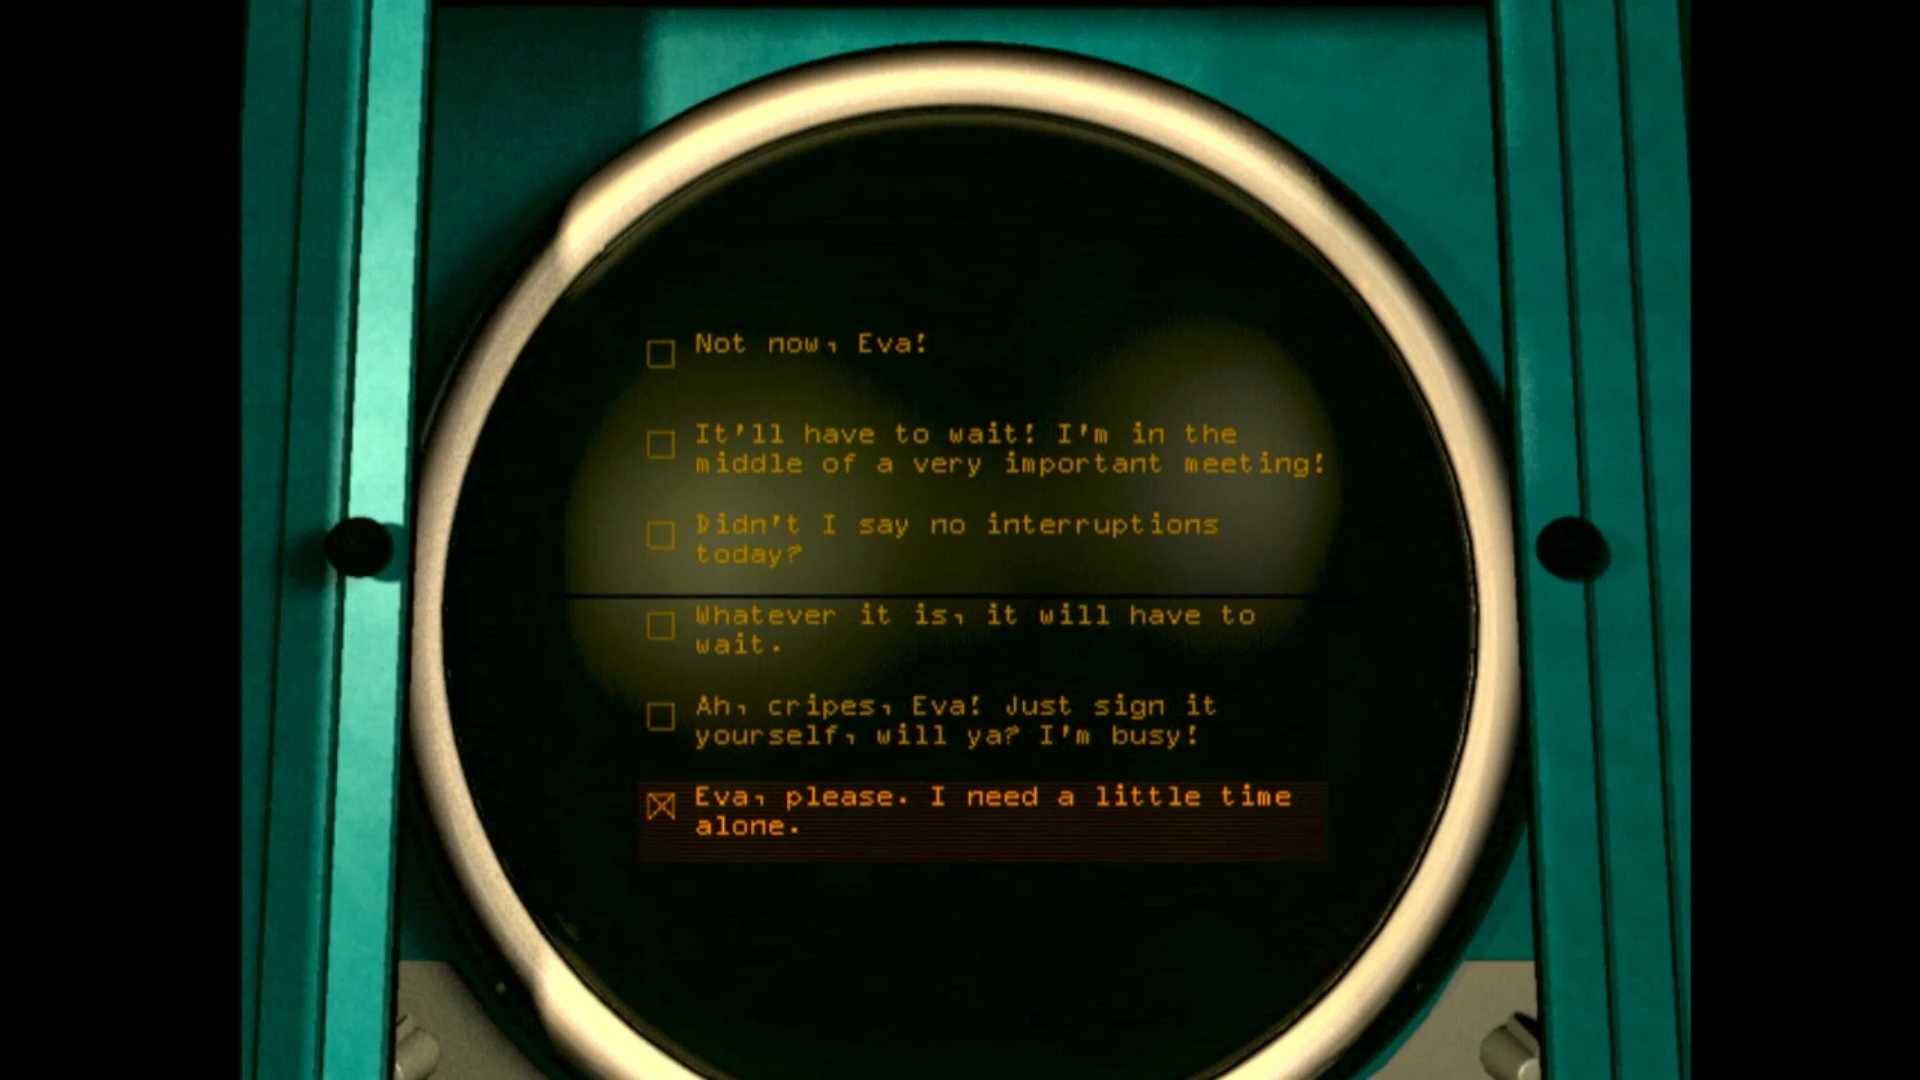 Not now, Eva!
It'll have to wait! I'm in the
middle of a very important meeting!
Didn't I say no interruptions
today?
Whatever it is, it will have to
wait.
Ah, cripes, Eva! Just sign it
yourself, will ya? I'm busy!
Eva, please. I need a little time
alone.